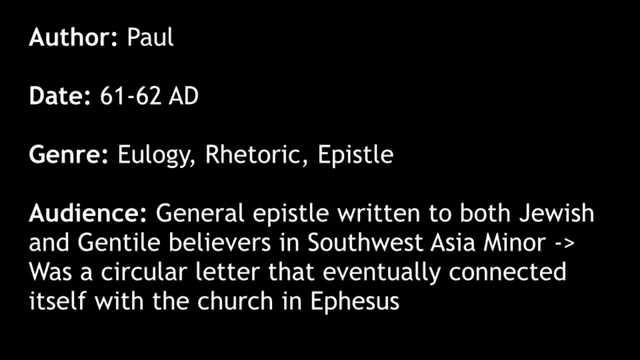 Author: Paul
Date: 61-62 AD
Genre: Eulogy, Rhetoric, Epistle
Audience: General epistle written to both Jewish
and Gentile believers in Southwest Asia Minor ->
Was a circular letter that eventually connected
itself with the church in Ephesus